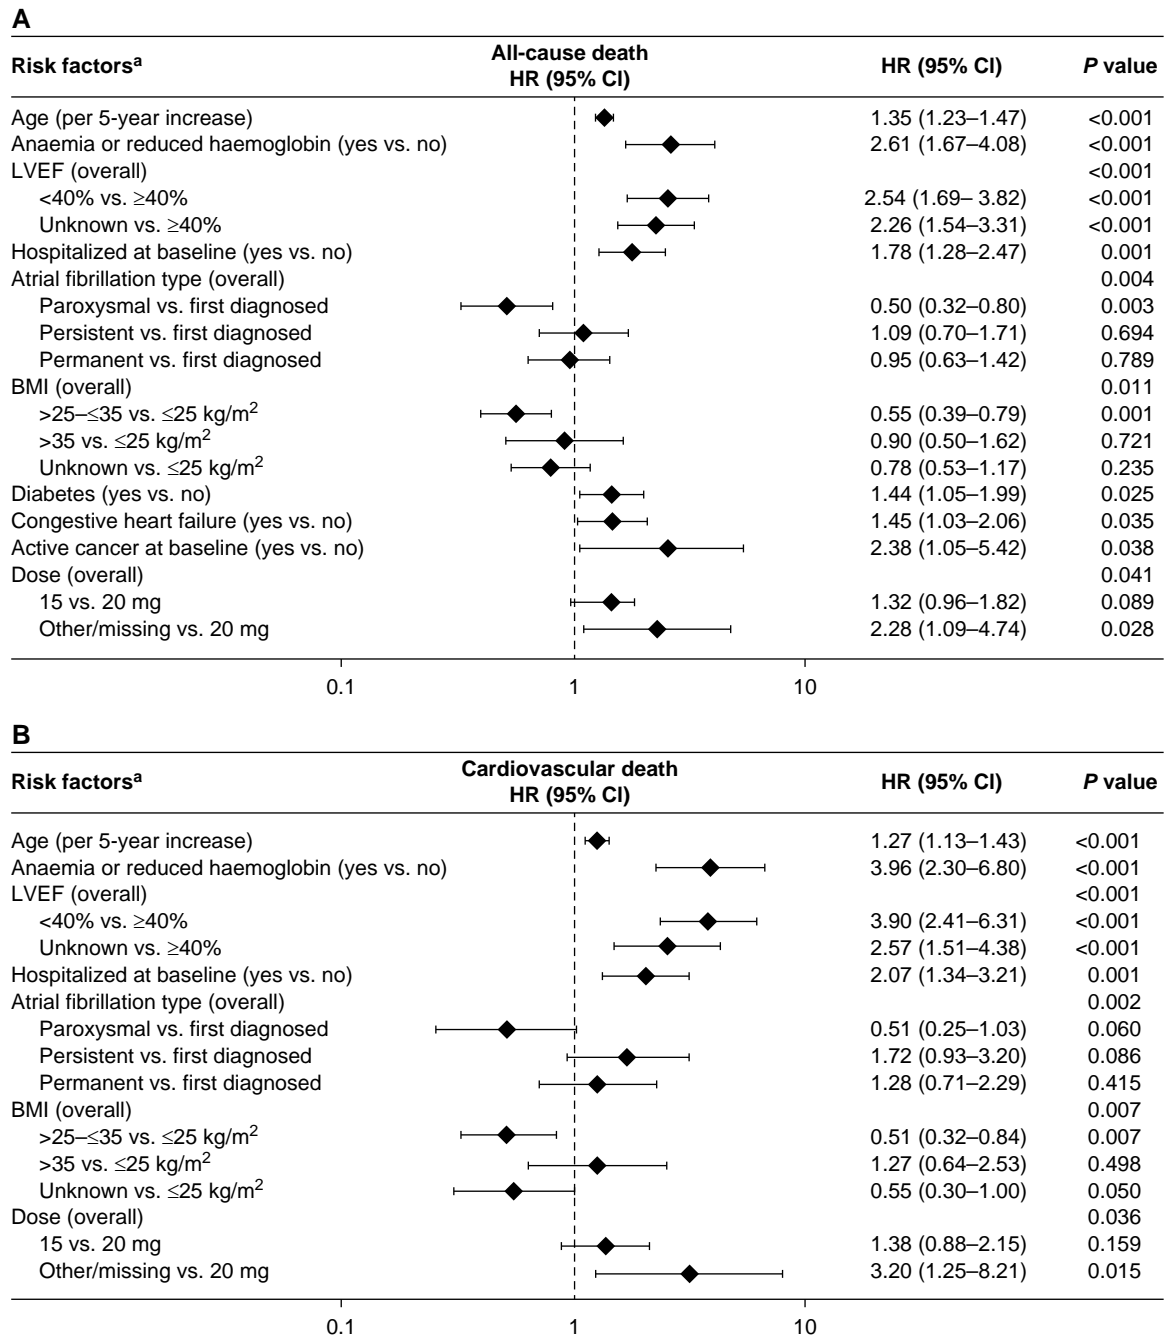 A
Risk factorsᵃ All-cause death HR (95% CI) P value
HR (95% CI)
Age (per 5-year increase) 1.35 (1.23–1.47) <0.001
Anaemia or reduced haemoglobin (yes vs. no) 2.61 (1.67–4.08) <0.001
LVEF (overall) <0.001
<40% vs. ≥40% 2.54 (1.69– 3.82) <0.001
Unknown vs. ≥40% 2.26 (1.54–3.31) <0.001
Hospitalized at baseline (yes vs. no) 1.78 (1.28–2.47) 0.001
Atrial fibrillation type (overall) 0.004
Paroxysmal vs. first diagnosed 0.50 (0.32–0.80) 0.003
Persistent vs. first diagnosed 1.09 (0.70–1.71) 0.694
Permanent vs. first diagnosed 0.95 (0.63–1.42) 0.789
BMI (overall) 0.011
>25–≤35 vs. ≤25 kg/m² 0.55 (0.39–0.79) 0.001
>35 vs. ≤25 kg/m² 0.90 (0.50–1.62) 0.721
Unknown vs. ≤25 kg/m² 0.78 (0.53–1.17) 0.235
Diabetes (yes vs. no) 1.44 (1.05–1.99) 0.025
Congestive heart failure (yes vs. no) 1.45 (1.03–2.06) 0.035
Active cancer at baseline (yes vs. no) 2.38 (1.05–5.42) 0.038
Dose (overall) 0.041
15 vs. 20 mg 1.32 (0.96–1.82) 0.089
Other/missing vs. 20 mg 2.28 (1.09–4.74) 0.028
0.1 1 10
B
Risk factorsᵃ Cardiovascular death HR (95% CI) P value
HR (95% CI)
Age (per 5-year increase) 1.27 (1.13–1.43) <0.001
Anaemia or reduced haemoglobin (yes vs. no) 3.96 (2.30–6.80) <0.001
LVEF (overall) <0.001
<40% vs. ≥40% 3.90 (2.41–6.31) <0.001
Unknown vs. ≥40% 2.57 (1.51–4.38) <0.001
Hospitalized at baseline (yes vs. no) 2.07 (1.34–3.21) 0.001
Atrial fibrillation type (overall) 0.002
Paroxysmal vs. first diagnosed 0.51 (0.25–1.03) 0.060
Persistent vs. first diagnosed 1.72 (0.93–3.20) 0.086
Permanent vs. first diagnosed 1.28 (0.71–2.29) 0.415
BMI (overall) 0.007
>25–≤35 vs. ≤25 kg/m² 0.51 (0.32–0.84) 0.007
>35 vs. ≤25 kg/m² 1.27 (0.64–2.53) 0.498
Unknown vs. ≤25 kg/m² 0.55 (0.30–1.00) 0.050
Dose (overall) 0.036
15 vs. 20 mg 1.38 (0.88–2.15) 0.159
Other/missing vs. 20 mg 3.20 (1.25–8.21) 0.015
0.1 1 10